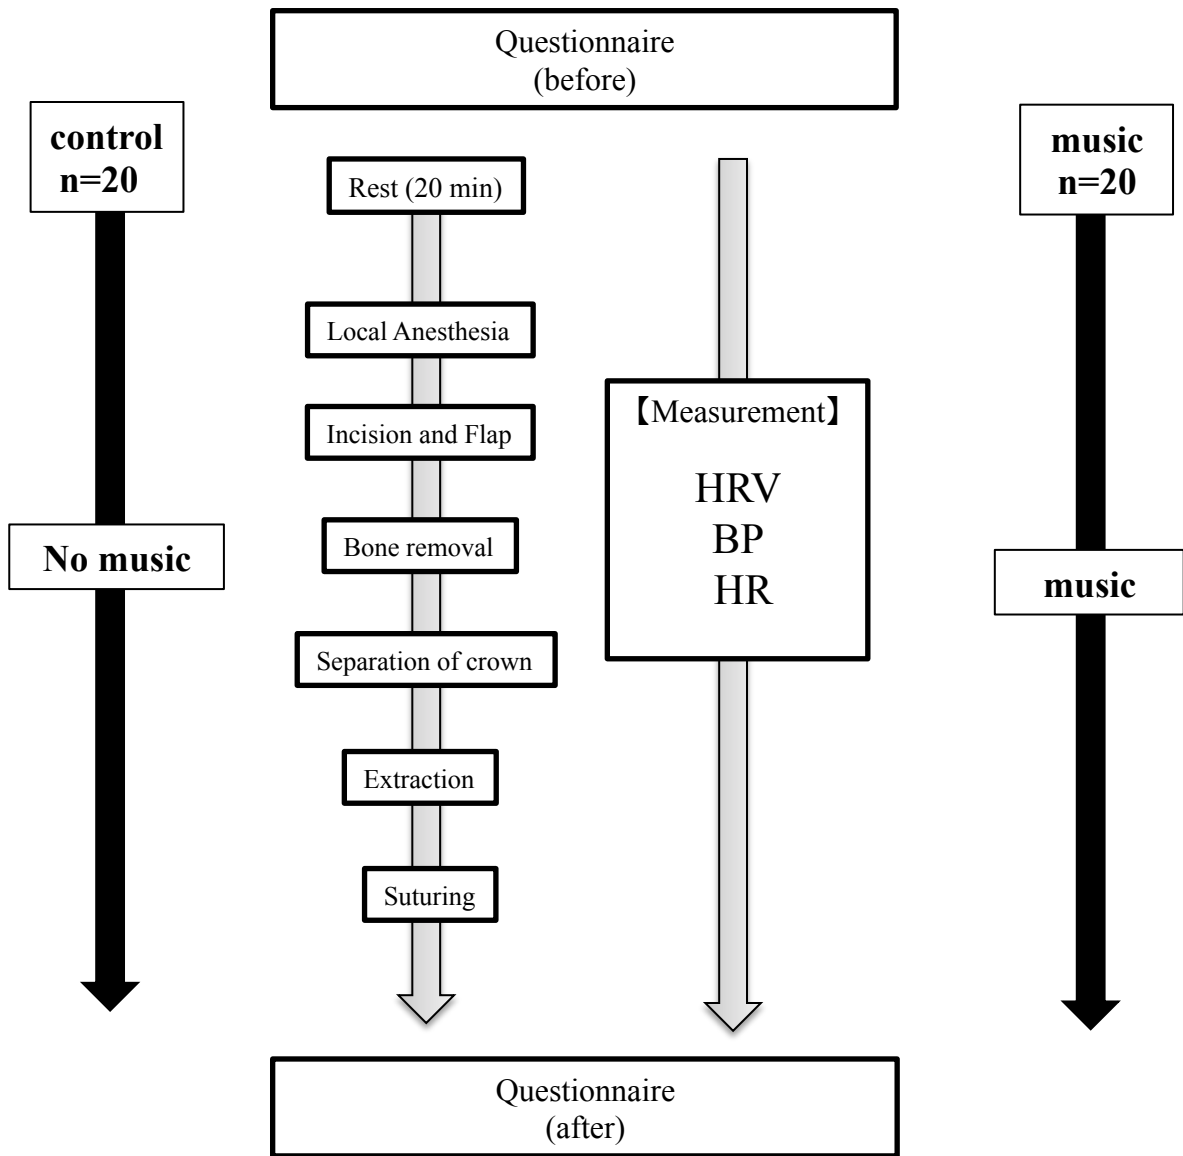 Questionnaire
(before)
control
n=20
music
n=20
Rest (20 min)
Local Anesthesia
Incision and Flap
Bone removal
Separation of crown
Extraction
Suturing
【Measurement】
HRV
BP
HR
No music
music
Questionnaire
(after)